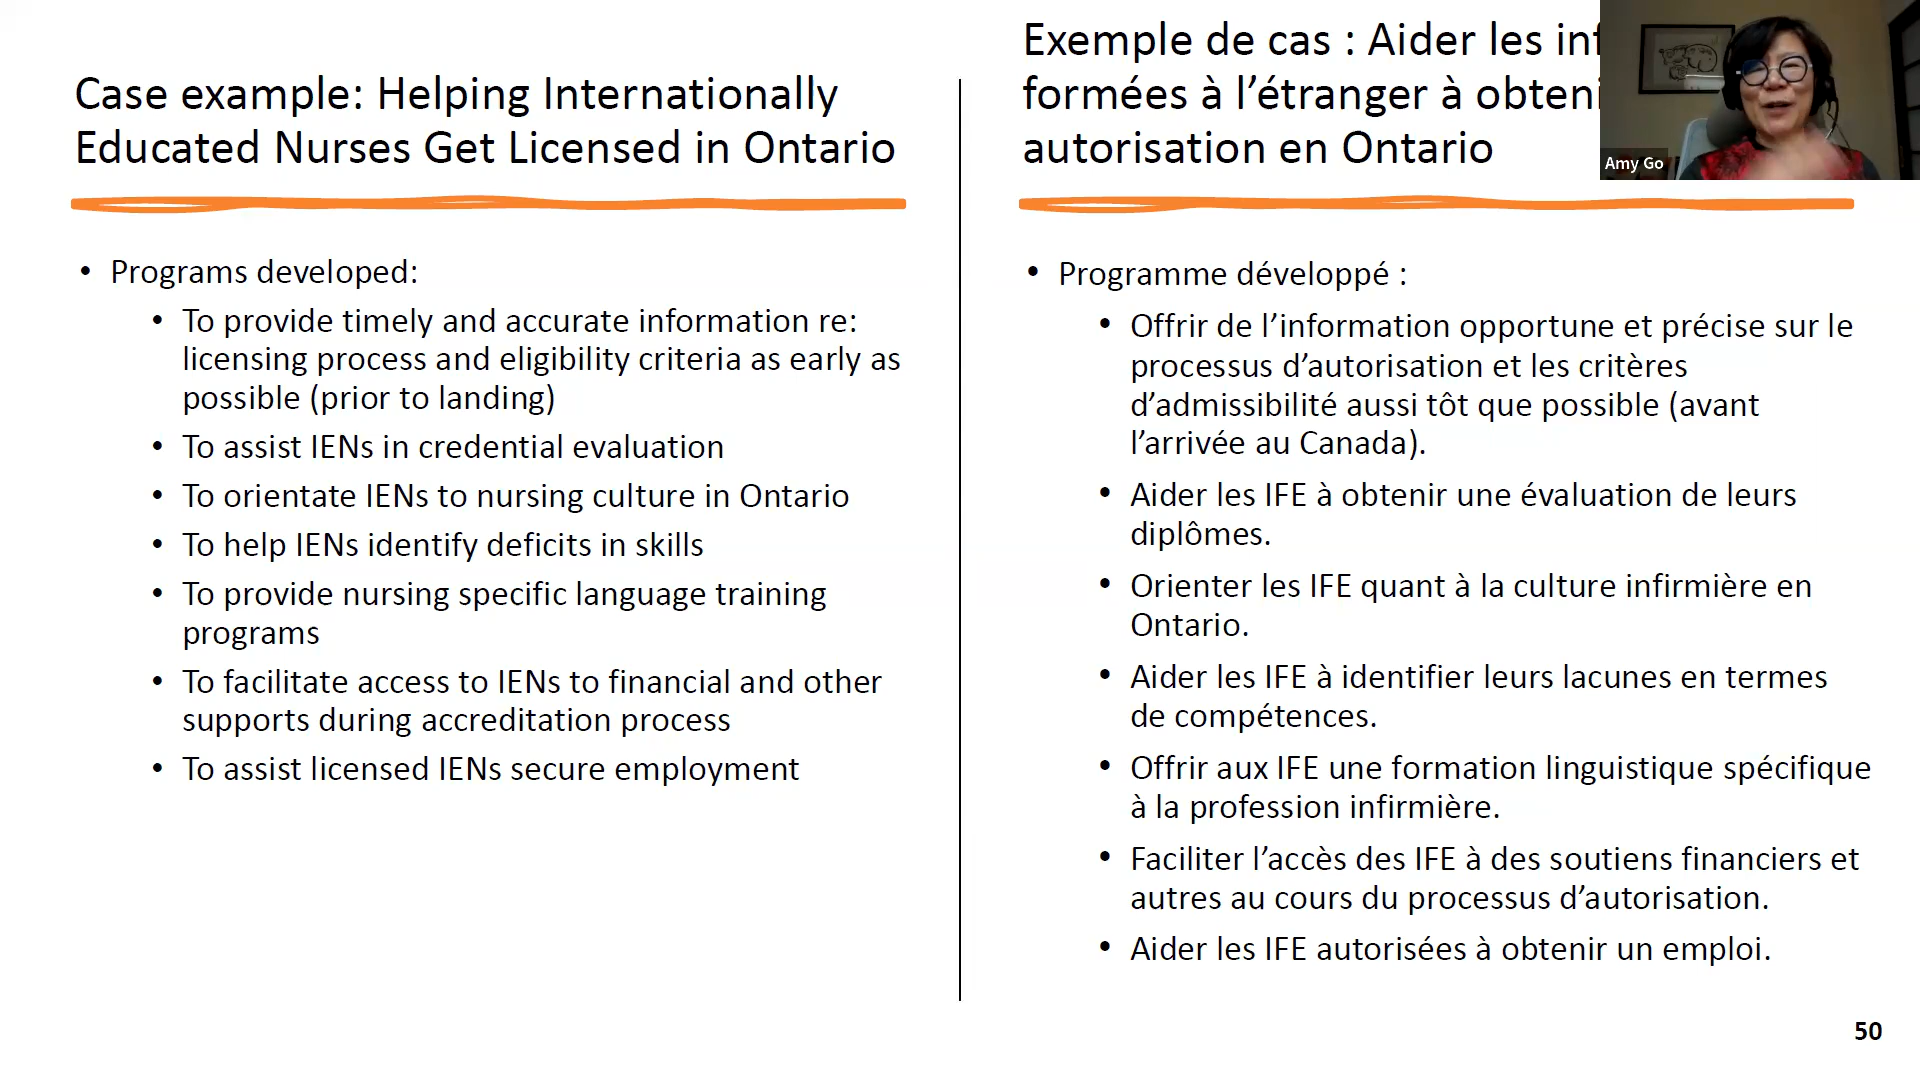 Case example: Helping Internationally
Educated Nurses Get Licensed in Ontario
• Programs developed:
• To provide timely and accurate information re:
licensing process and eligibility criteria as early as
possible (prior to landing)
• To assist IENs in credential evaluation
• To orientate IENs to nursing culture in Ontario
• To help IENs identify deficits in skills
• To provide nursing specific language training
programs
• To facilitate access to IENs to financial and other
supports during accreditation process
• To assist licensed IENs secure employment
Exemple de cas : Aider les
formées à l’étranger à
autorisation en Ontario
• Programme développé :
• Offrir de l’information opportune et précise sur le
processus d’autorisation et les critères
d’admissibilité aussi tôt que possible (avant
l’arrivée au Canada).
• Aider les IFE à obtenir une évaluation de leurs
diplômes.
• Orienter les IFE quant à la culture infirmière en
Ontario.
• Aider les IFE à identifier leurs lacunes en termes
de compétences.
• Offrir aux IFE une formation linguistique spécifique
à la profession infirmière.
• Faciliter l’accès des IFE à des soutiens financiers et
autres au cours du processus d’autorisation.
• Aider les IFE autorisées à obtenir un emploi.
Amy Go
50